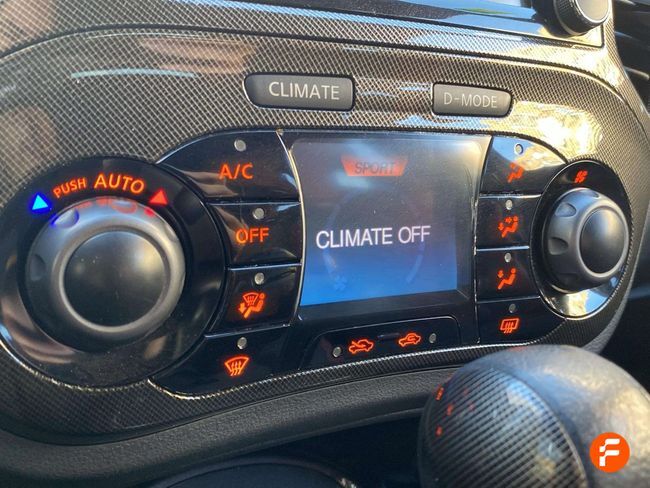 CLIMATE
D-MODE
PUSH AUTO
A/C
SPORT
OFF
CLIMATE OFF
F